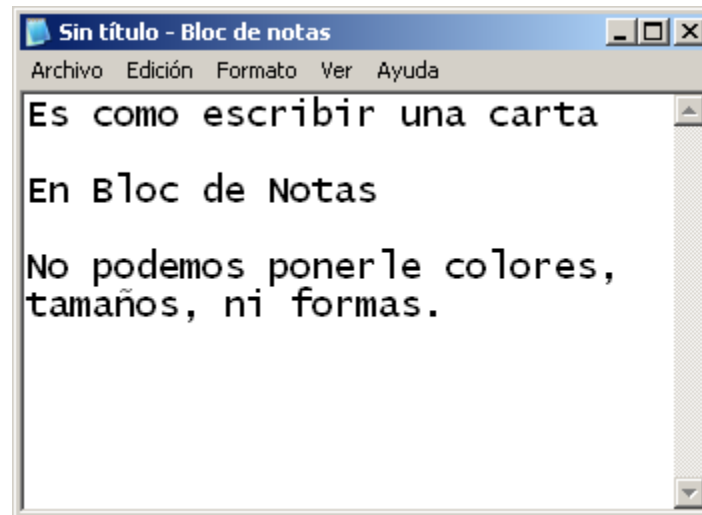 Sin título - Bloc de notas
Archivo Edición Formato Ver Ayuda
Es como escribir una carta
En Bloc de Notas
No podemos ponerle colores,
tamaños, ni formas.